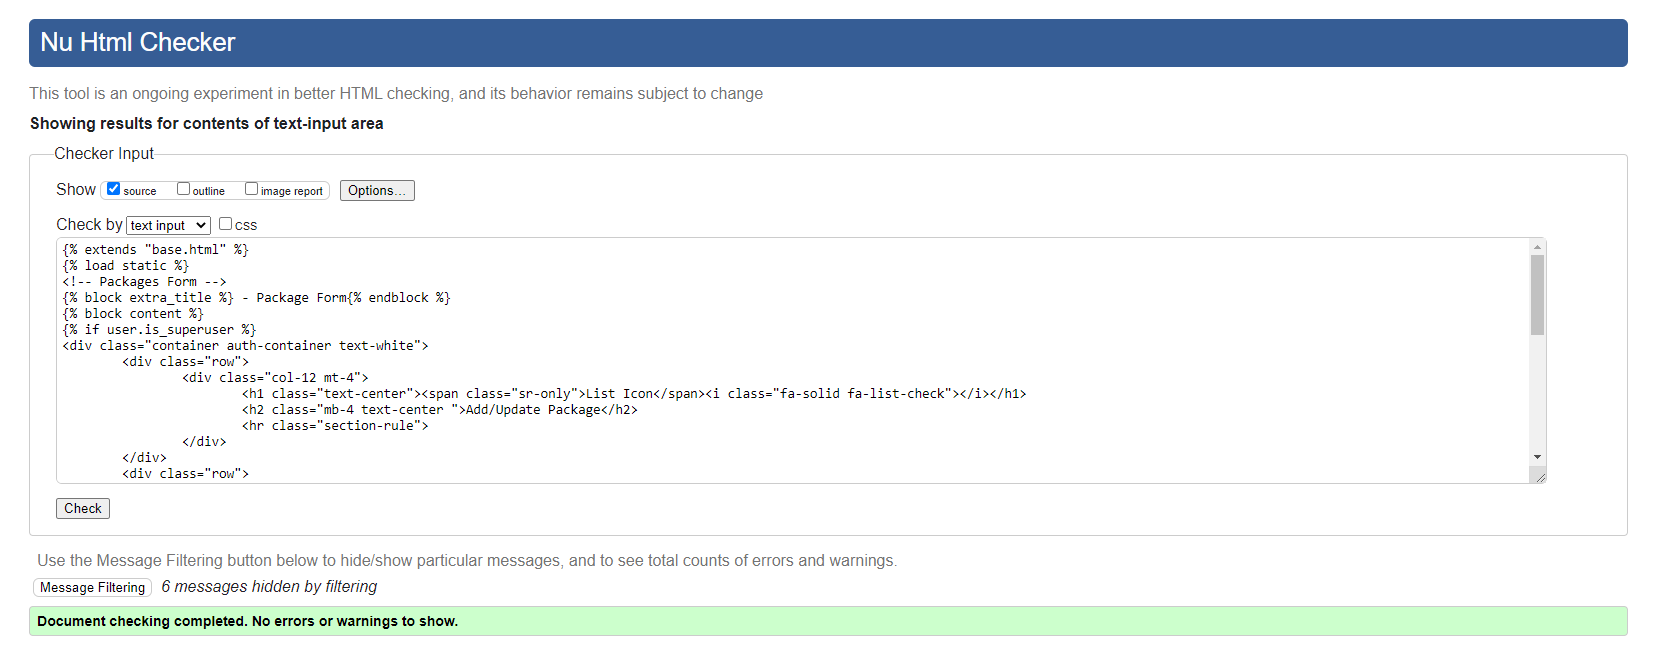 Nu Html Checker
This tool is an ongoing experiment in better HTML checking, and its behavior remains subject to change
Showing results for contents of text-input area
Checker Input
Show source outline image report Options...
Check by text input css
{% extends "base.html" %}
{% load static %}
<!-- Packages Form -->
{% block extra_title %} - Package Form{% endblock %}
{% block content %}
{% if user.is_superuser %}
<div class="container auth-container text-white">
<div class="row">
<div class="col-12 mt-4">
<h1 class="text-center"><span class="sr-only">List Icon</span><i class="fa-solid fa-list-check"></i></h1>
<h2 class="mb-4 text-center ">Add/Update Package</h2>
<hr class="section-rule">
</div>
</div>
<div class="row">
Check
Use the Message Filtering button below to hide/show particular messages, and to see total counts of errors and warnings.
Message Filtering 6 messages hidden by filtering
Document checking completed. No errors or warnings to show.